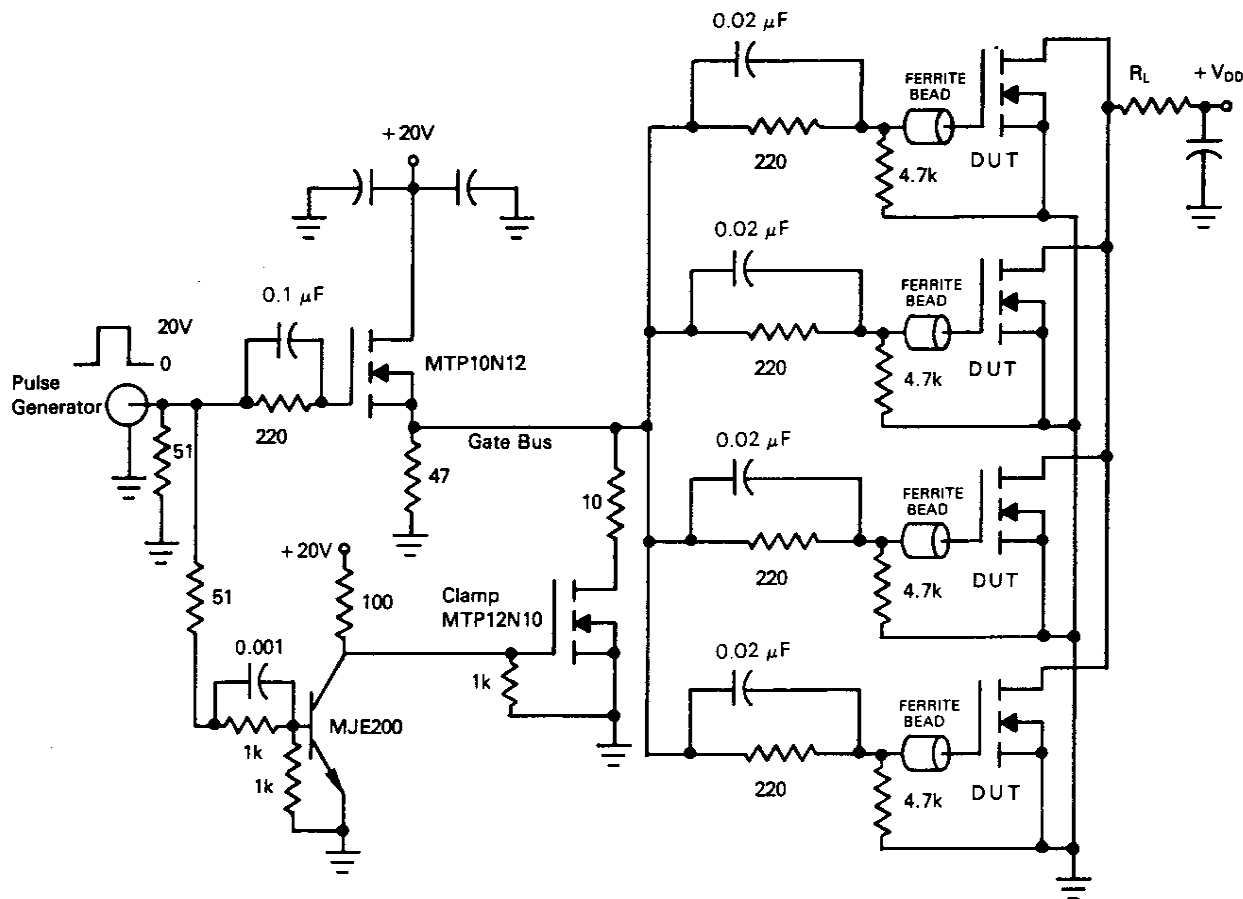 0.02 µF
FERRITE
BEAD
R_L
+ V_DD
220
4.7k
DUT
+20V
0.02 µF
FERRITE
BEAD
220
4.7k
DUT
0.1 µF
20V
0
MTP10N12
Pulse
Generator
220
Gate Bus
51
47
10
0.02 µF
FERRITE
BEAD
220
4.7k
DUT
+20V
51
100
Clamp
MTP12N10
0.001
1k
MJE200
1k
1k
0.02 µF
FERRITE
BEAD
220
4.7k
DUT